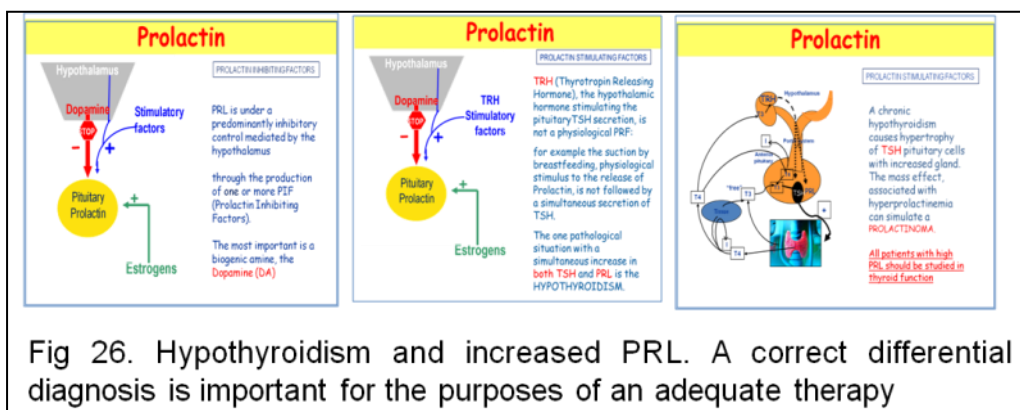 Prolactin
Hypothalamus
Dopamine
STOP
Stimulatory
factors
−
+
Pituitary
Prolactin
+
Estrogens
PROLACTIN INHIBITING FACTORS
PRL is under a
predominantly inhibitory
control mediated by the
hypothalamus
through the production
of one or more PIF
(Prolactin Inhibiting
Factors).
The most important is a
biogenic amine, the
Dopamine (DA)
Prolactin
Hypothalamus
Dopamine
STOP
TRH
Stimulatory
factors
−
+
Pituitary
Prolactin
+
Estrogens
PROLACTIN STIMULATING FACTORS
TRH (Thyrotropin Releasing
Hormone), the hypothalamic
hormone stimulating the
pituitary TSH secretion, is
not a physiological PRF:
for example the suction by
breastfeeding, physiological
stimulus to the release of
Prolactin, is not followed by
a simultaneous secretion of
TSH.
The one pathological
situation with a
simultaneous increase in
both TSH and PRL is the
HYPOTHYROIDISM.
Prolactin
Hypothalamus
TRH
"free"
T3
T4
PRL
+
T4
PROLACTIN STIMULATING FACTORS
A chronic
hypothyroidism
causes hypertrophy
of TSH pituitary cells
with increased gland.
The mass effect,
associated with
hyperprolactinemia
can simulate a
PROLACTINOMA.
All patients with high
PRL should be studied in
thyroid function
Fig 26. Hypothyroidism and increased PRL. A correct differential
diagnosis is important for the purposes of an adequate therapy